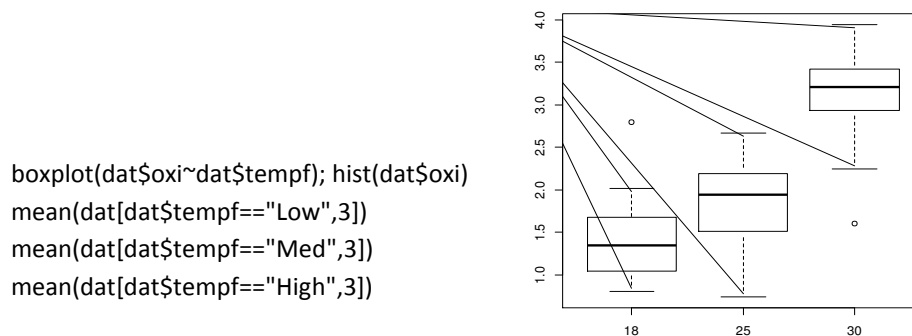 boxplot(dat$oxi~dat$tempf); hist(dat$oxi)
mean(dat[dat$tempf=="Low",3])
mean(dat[dat$tempf=="Med",3])
mean(dat[dat$tempf=="High",3])
4.0
3.5
3.0
2.5
2.0
1.5
1.0
18 25 30